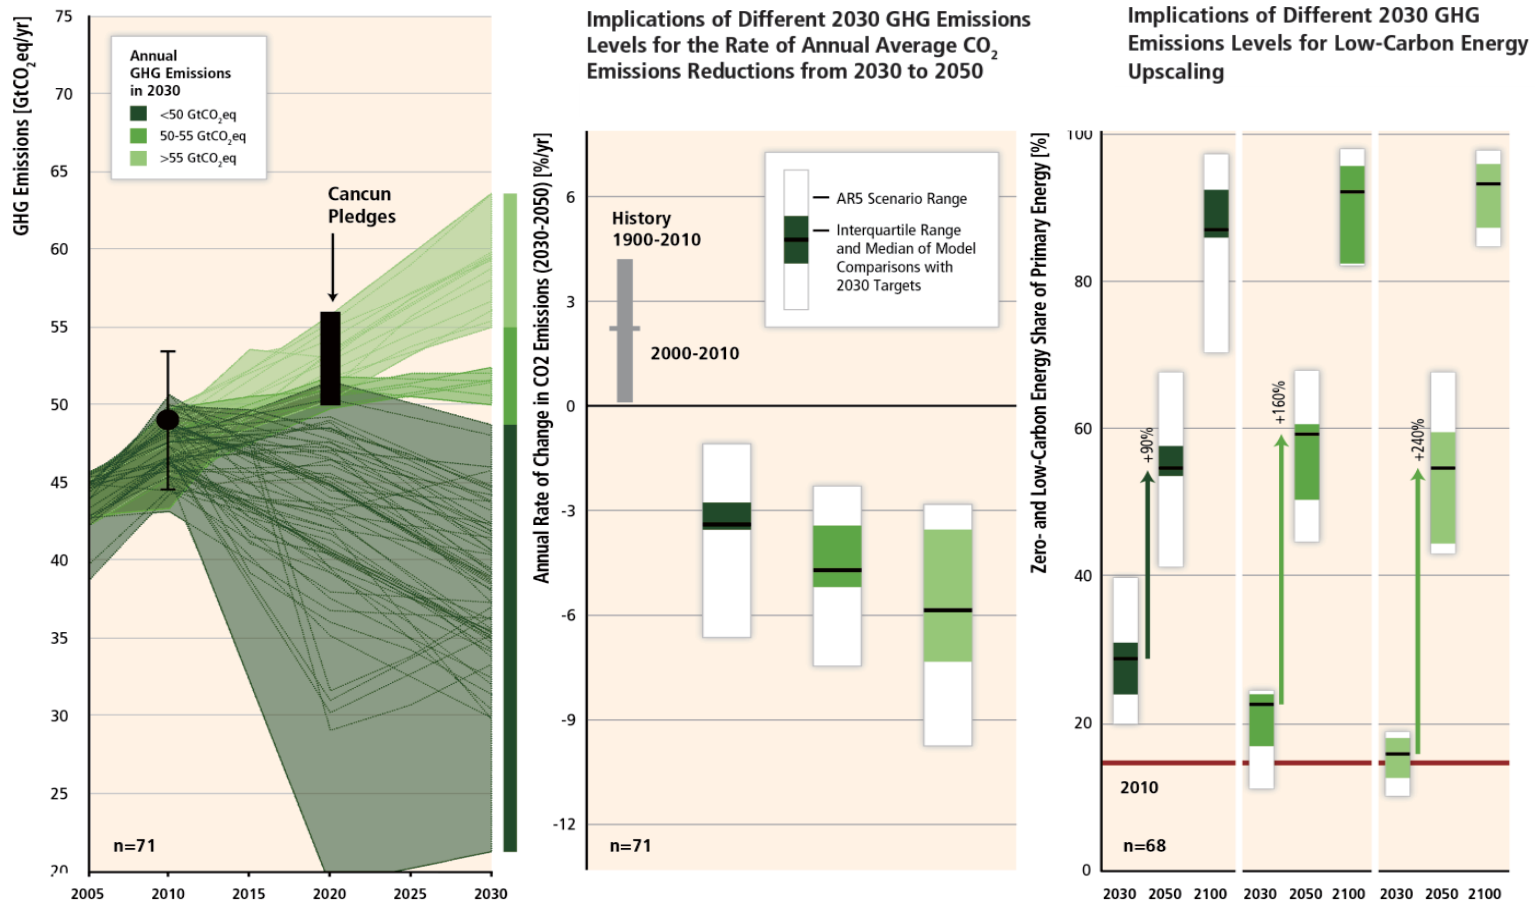 GHG Emissions [GtCO2eq/yr]
75
70
65
60
55
50
45
40
35
30
25
20
Annual
GHG Emissions
in 2030
<50 GtCO2eq
50-55 GtCO2eq
>55 GtCO2eq
Cancun
Pledges
n=71
2005 2010 2015 2020 2025 2030
Implications of Different 2030 GHG Emissions
Levels for the Rate of Annual Average CO2
Emissions Reductions from 2030 to 2050
Annual Rate of Change in CO2 Emissions (2030-2050) [%/yr]
6
3
0
-3
-6
-9
-12
History
1900-2010
2000-2010
AR5 Scenario Range
Interquartile Range
and Median of Model
Comparisons with
2030 Targets
n=71
Implications of Different 2030 GHG
Emissions Levels for Low-Carbon Energy
Upscaling
Zero- and Low-Carbon Energy Share of Primary Energy [%]
100
80
60
40
20
0
+90%
+160%
+240%
2010
n=68
2030 2050 2100 2030 2050 2100 2030 2050 2100